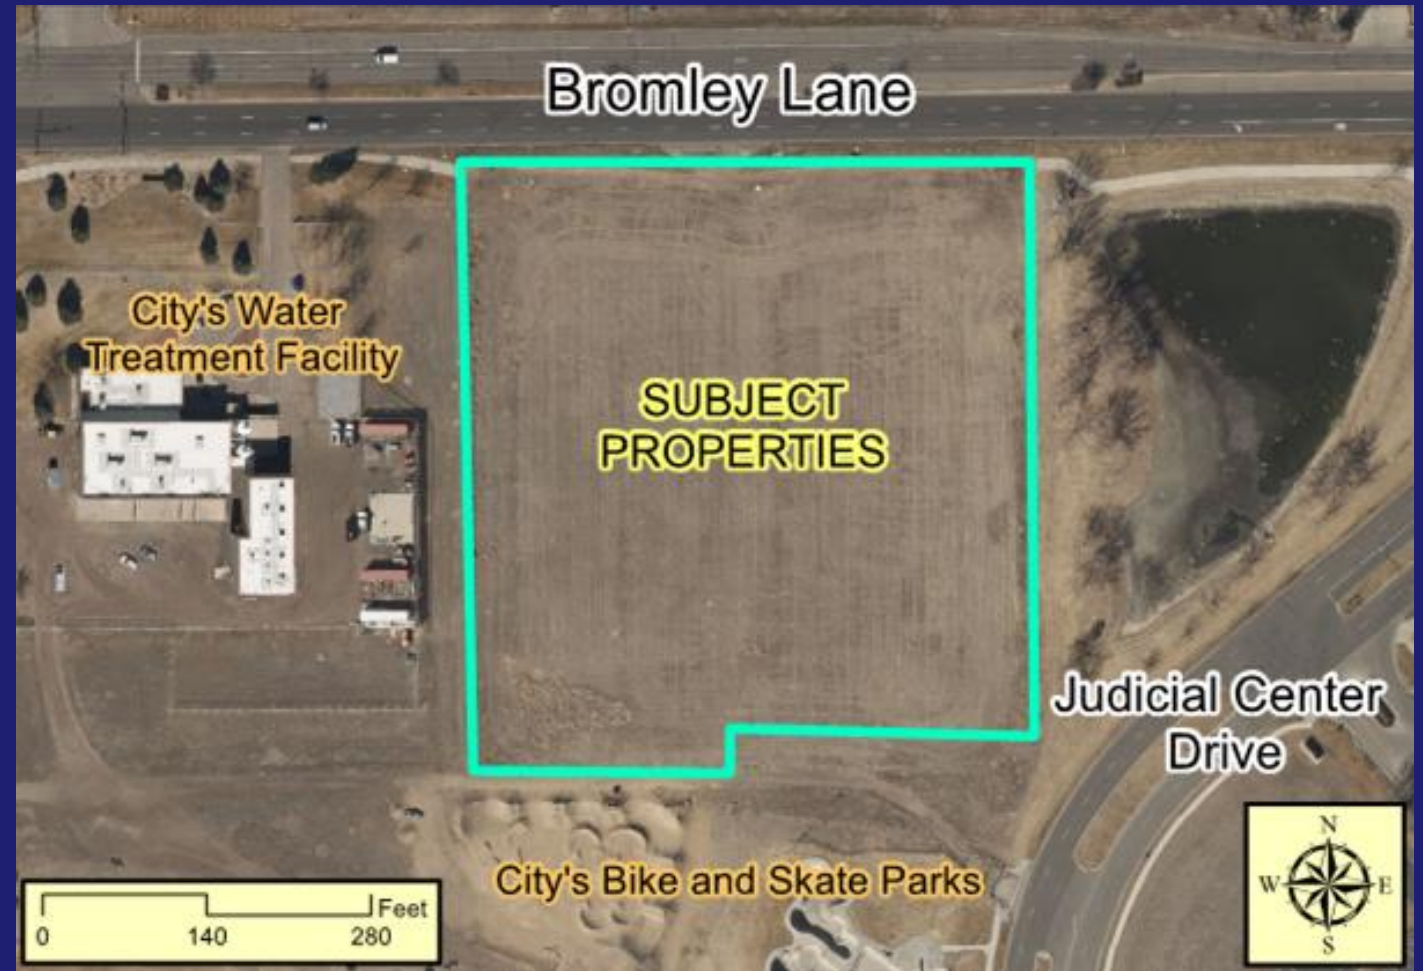 Bromley Lane
City's Water
Treatment Facility
SUBJECT
PROPERTIES
Judicial Center
Drive
City's Bike and Skate Parks
Feet
0 140 280
N
W E
S